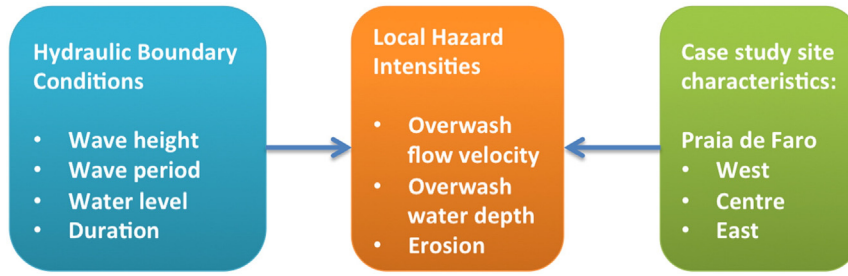 Hydraulic Boundary
Conditions
• Wave height
• Wave period
• Water level
• Duration
Local Hazard
Intensities
• Overwash
flow velocity
• Overwash
water depth
• Erosion
Case study site
characteristics:
Praia de Faro
• West
• Centre
• East